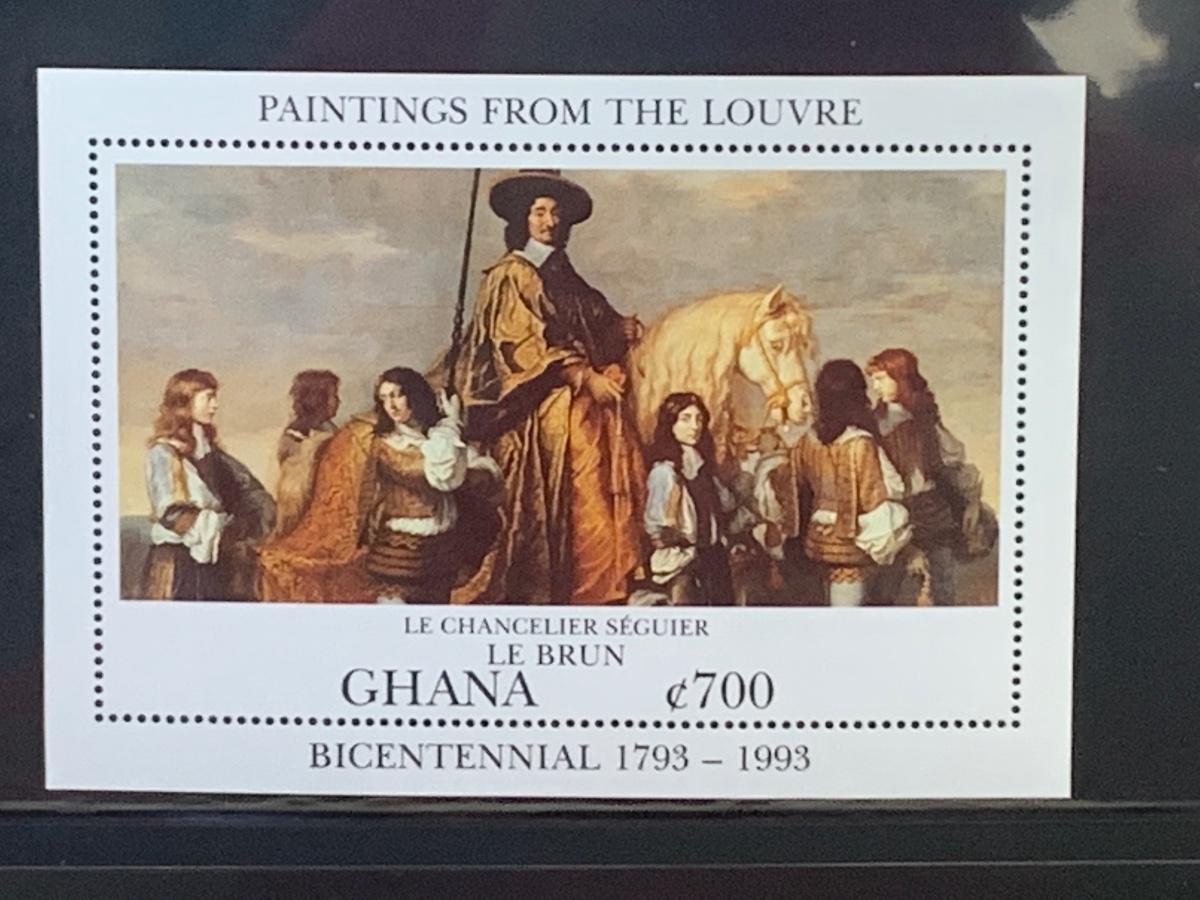 PAINTINGS FROM THE LOUVRE
LE CHANCELIER SÉGUIER
LE BRUN
GHANA ¢700
BICENTENNIAL 1793 – 1993